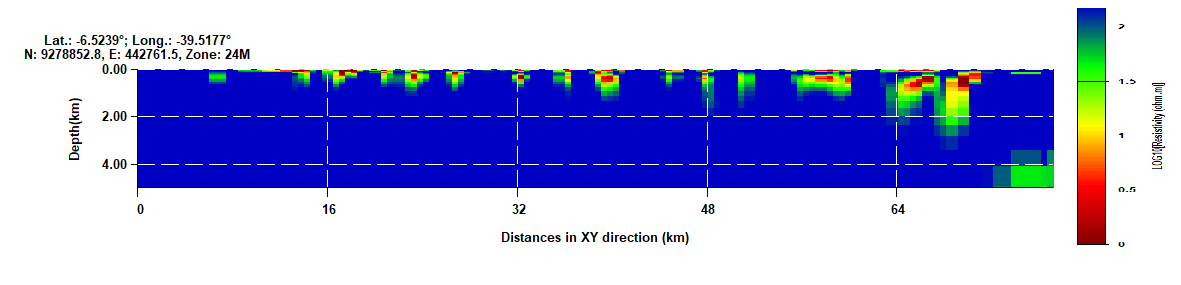 Lat.: -6.5239°; Long.: -39.5177°
N: 9278852.8, E: 442761.5, Zone: 24M
0.00
2.00
4.00
Depth(km)
0 16 32 48 64
Distances in XY direction (km)
2
1.5
1
0.5
0
LOG10[Resistivity(ohm.m)]